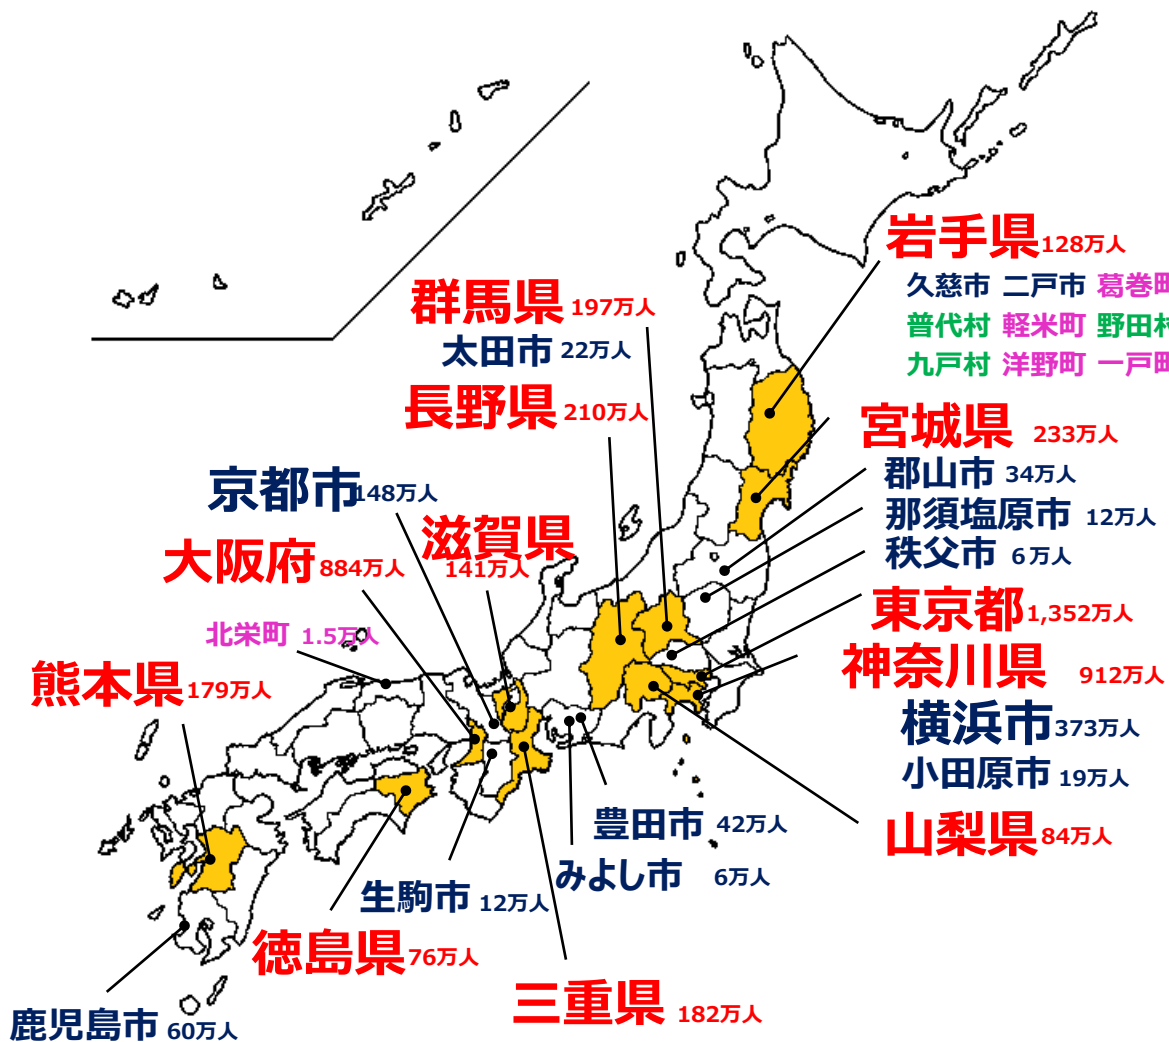 岩手県 128万人
久慈市 二戸市 葛巻町
普代村 軽米町 野田村
九戸村 洋野町 一戸町
群馬県 197万人
太田市 22万人
長野県 210万人
宮城県 233万人
郡山市 34万人
那須塩原市 12万人
秩父市 6万人
京都市 148万人
滋賀県 141万人
大阪府 884万人
北栄町 1.5万人
熊本県 179万人
東京都 1,352万人
神奈川県 912万人
横浜市 373万人
小田原市 19万人
山梨県 84万人
豊田市 42万人
みよし市 6万人
生駒市 12万人
徳島県 76万人
三重県 182万人
鹿児島市 60万人